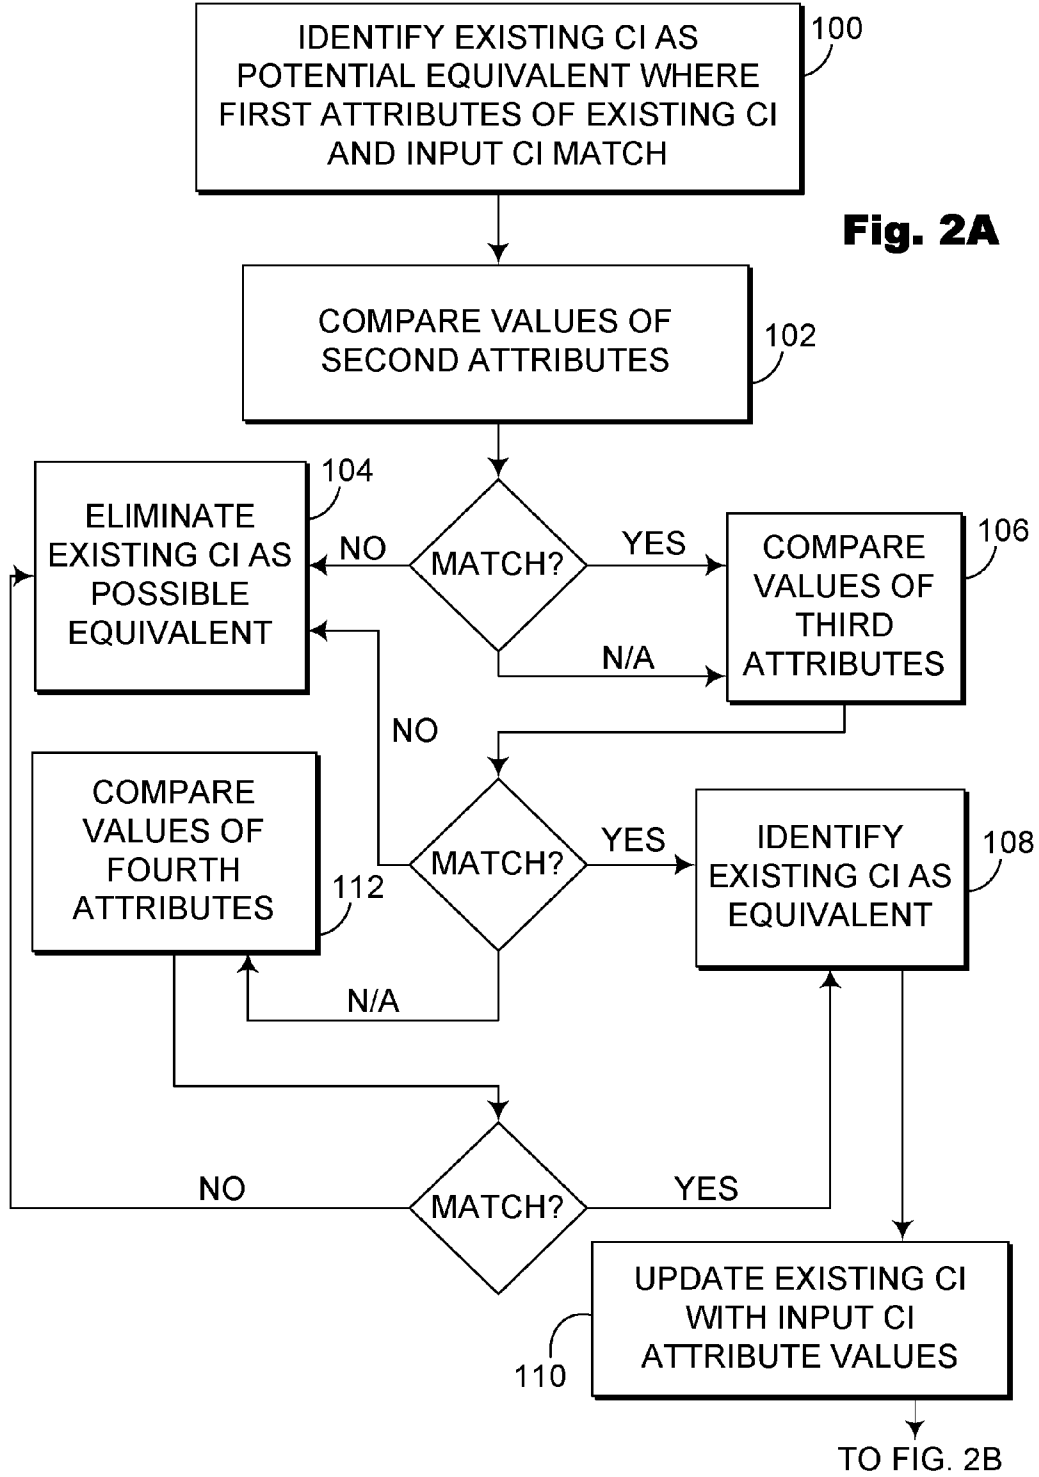 IDENTIFY EXISTING CI AS
POTENTIAL EQUIVALENT WHERE
FIRST ATTRIBUTES OF EXISTING CI
AND INPUT CI MATCH
100
Fig. 2A
COMPARE VALUES OF
SECOND ATTRIBUTES
102
ELIMINATE
EXISTING CI AS
POSSIBLE
EQUIVALENT
104
NO
MATCH?
YES
N/A
COMPARE
VALUES OF
THIRD
ATTRIBUTES
106
NO
COMPARE
VALUES OF
FOURTH
ATTRIBUTES
112
MATCH?
YES
N/A
IDENTIFY
EXISTING CI AS
EQUIVALENT
108
NO
MATCH?
YES
UPDATE EXISTING CI
WITH INPUT CI
ATTRIBUTE VALUES
110
TO FIG. 2B